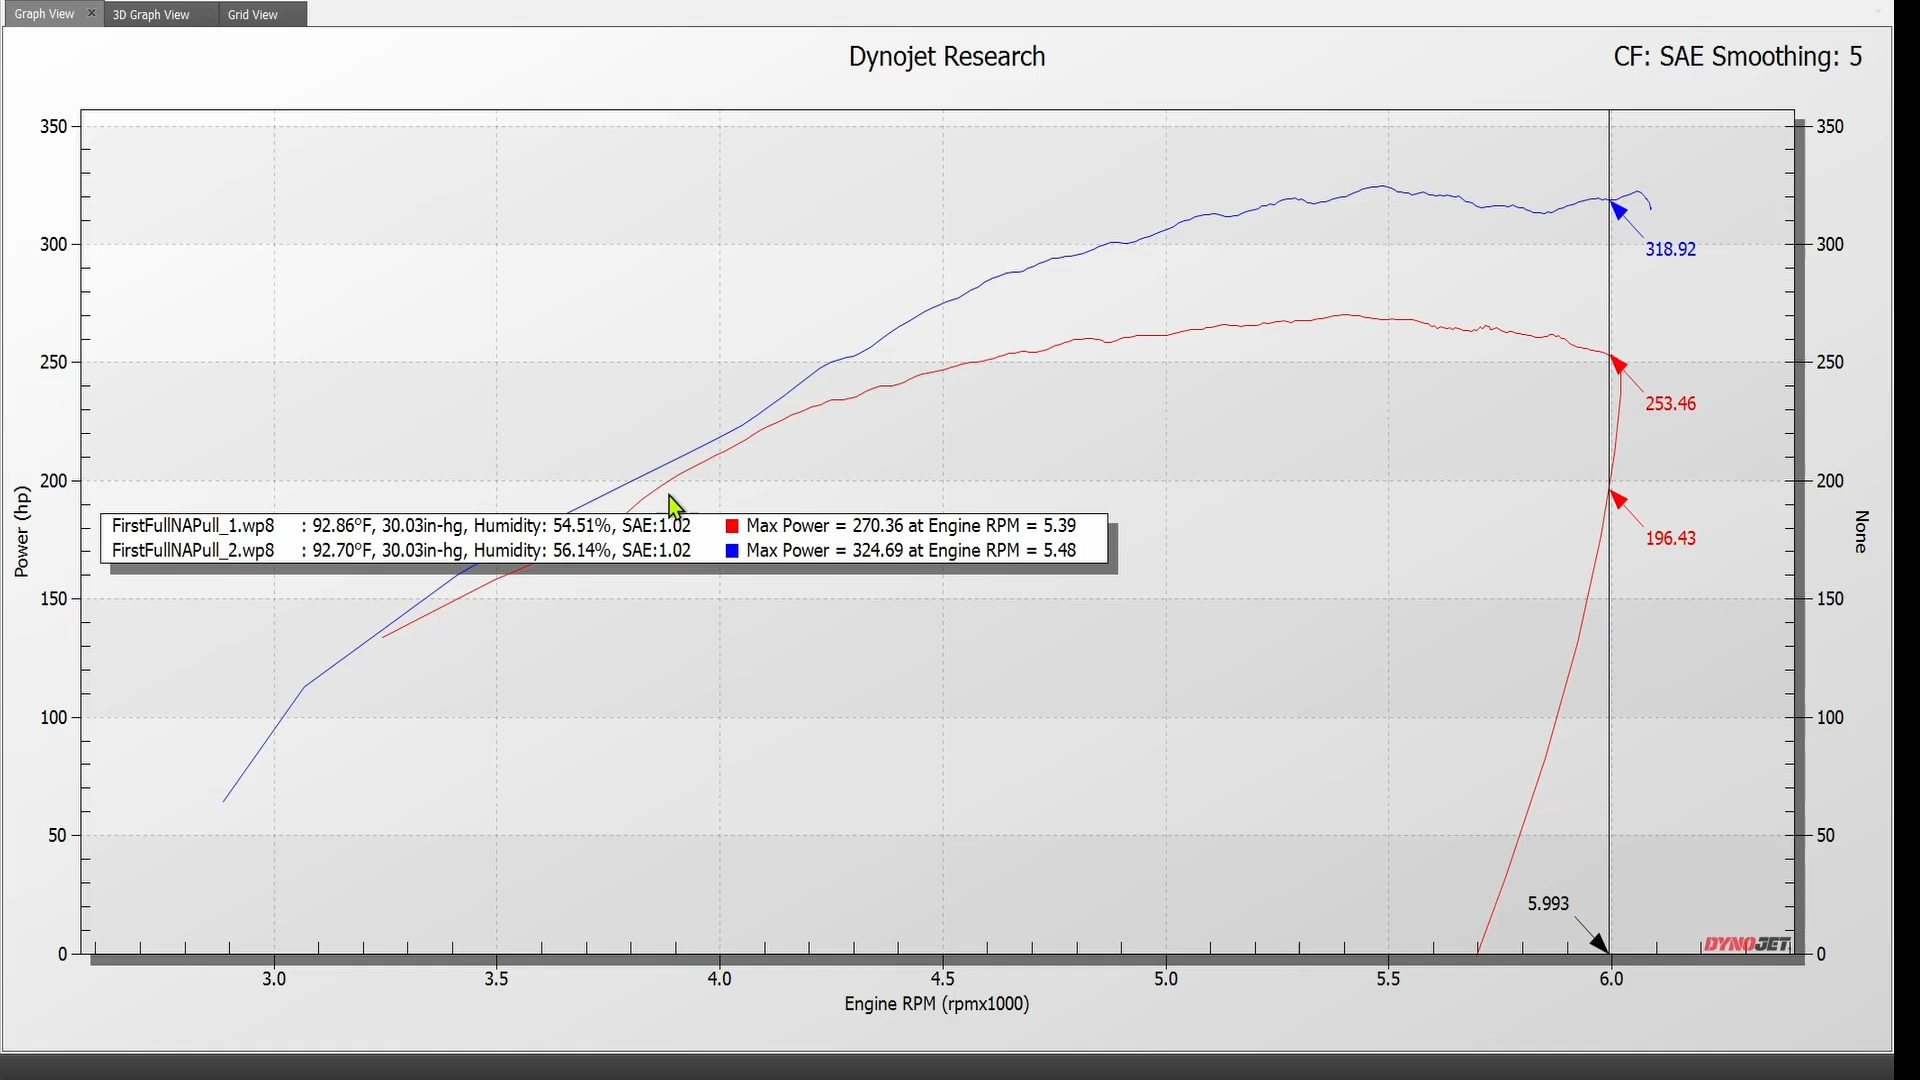 Graph View
3D Graph View
Grid View
Dynojet Research
CF: SAE Smoothing: 5
350
300
250
200
150
100
50
0
Power (hp)
350
300
250
200
150
100
50
0
None
318.92
253.46
196.43
FirstFullNAPull_1.wp8 : 92.86°F, 30.03in-hg, Humidity: 54.51%, SAE:1.02 Max Power = 270.36 at Engine RPM = 5.39
FirstFullNAPull_2.wp8 : 92.70°F, 30.03in-hg, Humidity: 56.14%, SAE:1.02 Max Power = 324.69 at Engine RPM = 5.48
5.993
DYNOJET
3.0 3.5 4.0 4.5 5.0 5.5 6.0
Engine RPM (rpmx1000)